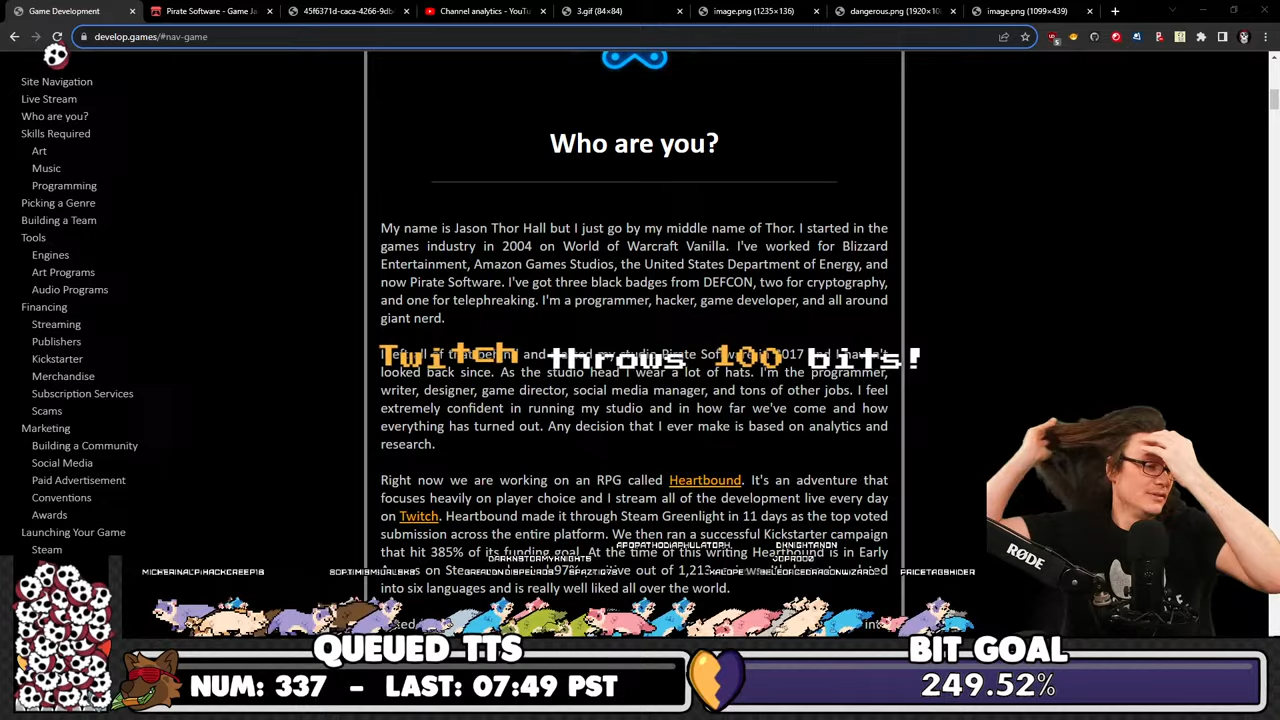 Game Development
Pirate Software - Game Ja
45f6371d-caca-4266-9db
Channel analytics - YouTu
3.gif (84×84)
image.png (1235×136)
dangerous.png (1920×10
image.png (1099×439)
develop.games/#nav-game
Site Navigation
Live Stream
Who are you?
Skills Required
Art
Music
Programming
Picking a Genre
Building a Team
Tools
Engines
Art Programs
Audio Programs
Financing
Streaming
Publishers
Kickstarter
Merchandise
Subscription Services
Scams
Marketing
Building a Community
Social Media
Paid Advertisement
Conventions
Awards
Launching Your Game
Steam
Who are you?
My name is Jason Thor Hall but I just go by my middle name of Thor. I started in the
games industry in 2004 on World of Warcraft Vanilla. I've worked for Blizzard
Entertainment, Amazon Games Studios, the United States Department of Energy, and
now Pirate Software. I've got three black badges from DEFCON, two for cryptography,
and one for telephreaking. I'm a programmer, hacker, game developer, and all around
giant nerd.
Twitch throws 100 bits!
looked back since. As the studio head I wear a lot of hats. I'm the programmer,
writer, designer, game director, social media manager, and tons of other jobs. I feel
extremely confident in running my studio and in how far we've come and how
everything has turned out. Any decision that I ever make is based on analytics and
research.
Right now we are working on an RPG called Heartbound. It's an adventure that
focuses heavily on player choice and I stream all of the development live every day
on Twitch. Heartbound made it through Steam Greenlight in 11 days as the top voted
submission across the entire platform. We then ran a successful Kickstarter campaign
that hit 385% of its funding goal. At the time of this writing Heartbound is in Early
into six languages and is really well liked all over the world.
RØDE
QUEUED TTS
NUM: 337 - LAST: 07:49 PST
BIT GOAL
249.52%